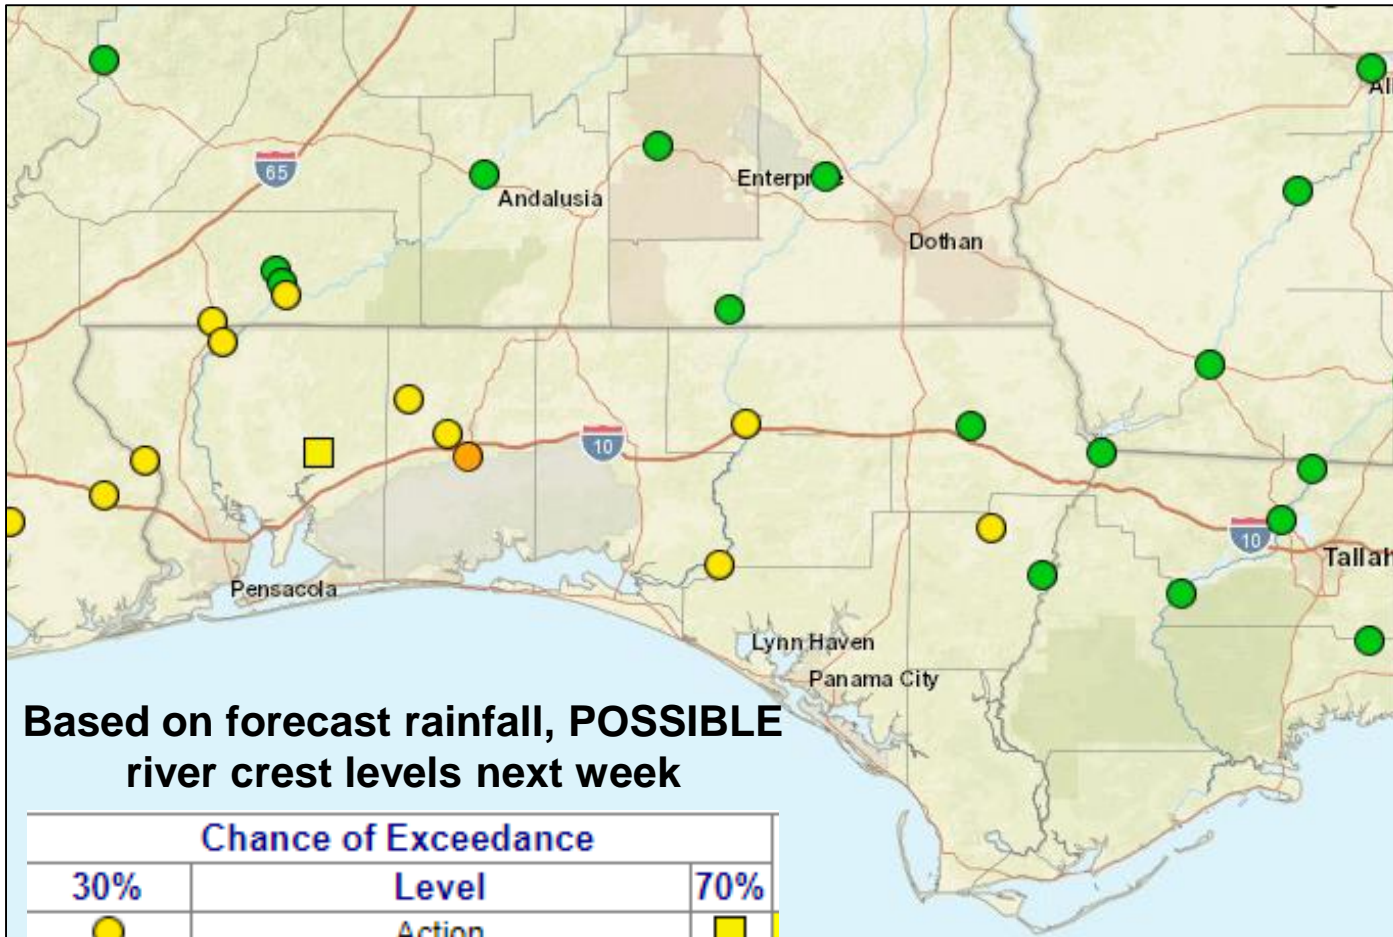 65
Andalusia
Dothan
10
10
Pensacola
Lynn Haven
Panama City
Based on forecast rainfall, POSSIBLE
river crest levels next week
Chance of Exceedance
30% Level 70%
Action